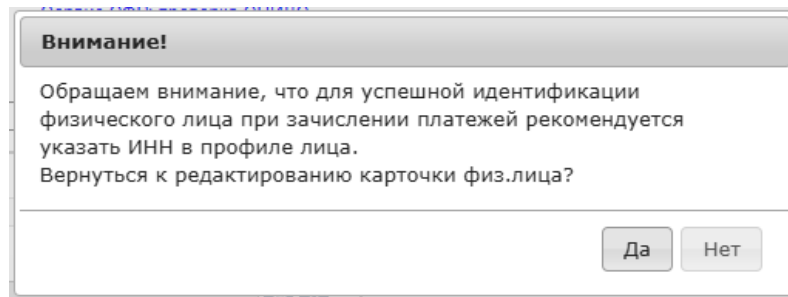 Внимание!
Обращаем внимание, что для успешной идентификации
физического лица при зачислении платежей рекомендуется
указать ИНН в профиле лица.
Вернуться к редактированию карточки физ.лица?
Да Нет